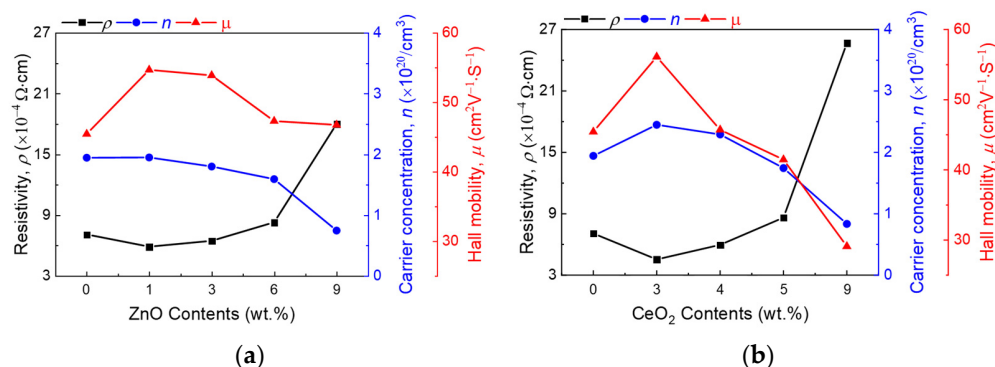 ρ n μ
27
21
15
9
3
Resistivity, ρ (×10⁻⁴ Ω·cm)
0 1 3 6 9
ZnO Contents (wt.%)
4
3
2
1
0
Carrier concentration, n (×10²⁰/cm³)
60
50
40
30
Hall mobility, μ (cm²V⁻¹·S⁻¹)
(a)
ρ n μ
27
21
15
9
3
Resistivity, ρ (×10⁻⁴ Ω·cm)
0 3 4 5 9
CeO₂ Contents (wt.%)
4
3
2
1
0
Carrier concentration, n (×10²⁰/cm³)
60
50
40
30
Hall mobility, μ (cm²V⁻¹·S⁻¹)
(b)